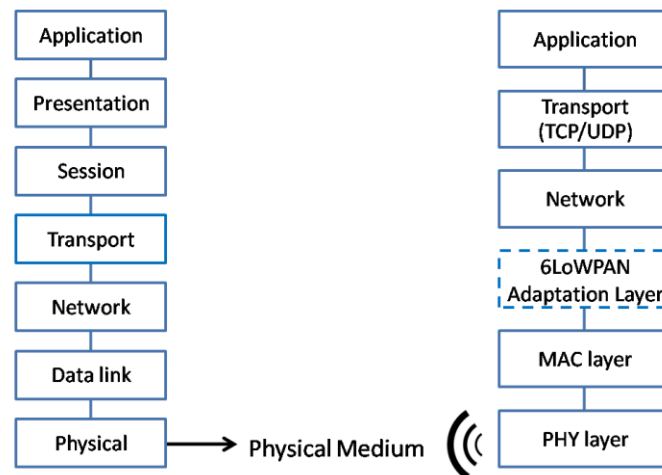 Application
Presentation
Session
Transport
Network
Data link
Physical
Physical Medium
Application
Transport
(TCP/UDP)
Network
6LoWPAN
Adaptation Layer
MAC layer
PHY layer